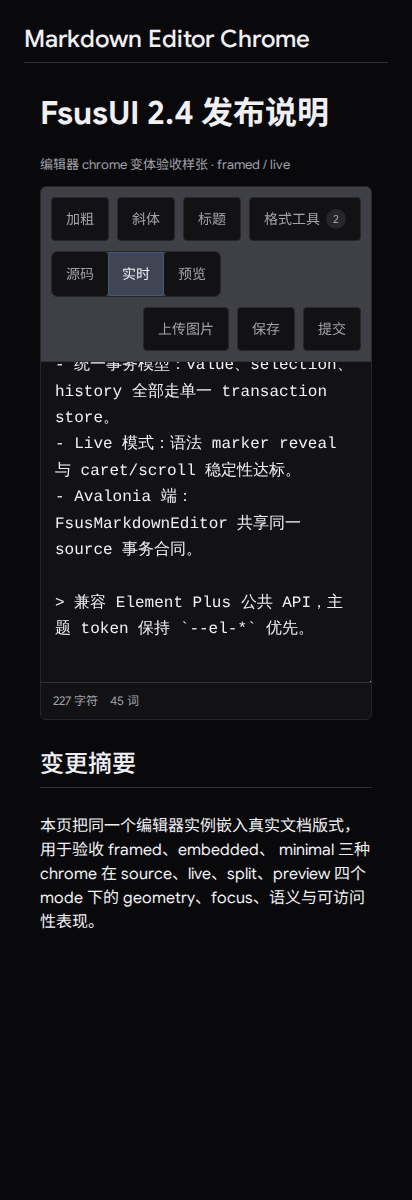 Markdown Editor Chrome
FsusUI 2.4 发布说明
编辑器 chrome 变体验收样张 · framed / live
加粗 斜体 标题 格式工具 2
源码 实时 预览
上传图片 保存 提交
- 统一事务模型：value、selection、
history 全部走单一 transaction
store。
- Live 模式：语法 marker reveal
与 caret/scroll 稳定性达标。
- Avalonia 端：
FsusMarkdownEditor 共享同一
source 事务合同。
> 兼容 Element Plus 公共 API，主
题 token 保持 `--el-*` 优先。
227 字符 45 词
变更摘要
本页把同一个编辑器实例嵌入真实文档版式，
用于验收 framed、embedded、 minimal 三种
chrome 在 source、live、split、preview 四个
mode 下的 geometry、focus、语义与可访问
性表现。